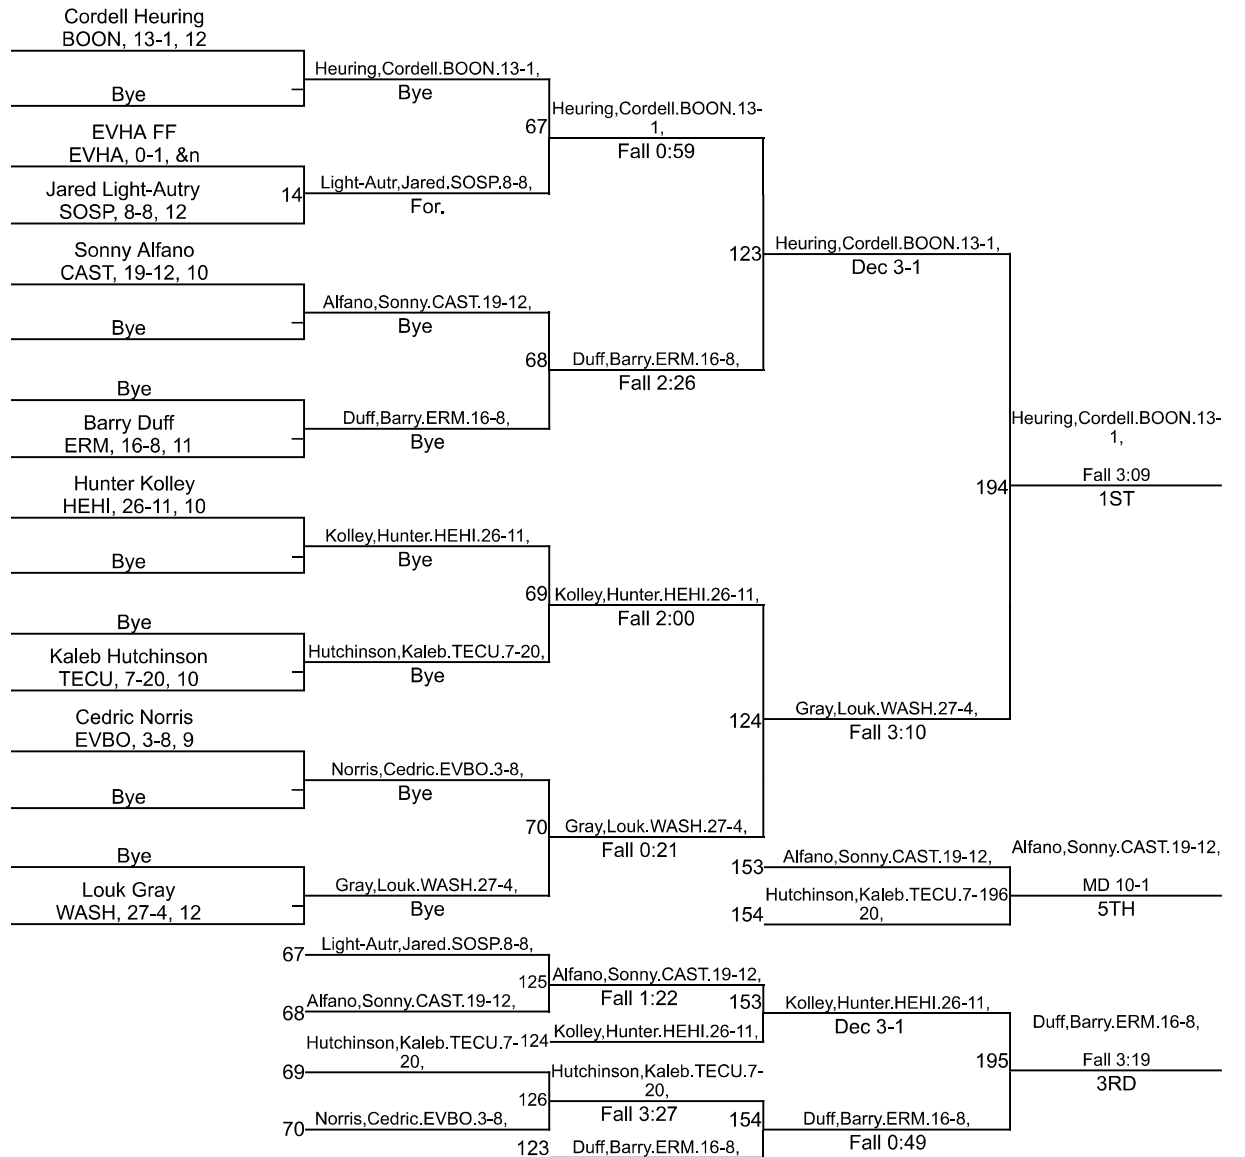 Cordell Heuring
BOON, 13-1, 12
Heuring,Cordell.BOON.13-1,
Bye
Bye
Heuring,Cordell.BOON.13-
1,
67
Fall 0:59
EVHA FF
EVHA, 0-1, &n
Jared Light-Autry
14
Light-Autr,Jared.SOSP.8-8,
For.
SOSP, 8-8, 12
Sonny Alfano
CAST, 19-12, 10
123
Heuring,Cordell.BOON.13-1,
Dec 3-1
Alfano,Sonny.CAST.19-12,
Bye
Bye
68
Duff,Barry.ERM.16-8,
Fall 2:26
Bye
Barry Duff
ERM, 16-8, 11
Duff,Barry.ERM.16-8,
Bye
Heuring,Cordell.BOON.13-
1,
Fall 3:09
194
1ST
Hunter Kolley
HEHI, 26-11, 10
Kolley,Hunter.HEHI.26-11,
Bye
Bye
69
Kolley,Hunter.HEHI.26-11,
Fall 2:00
Bye
Kaleb Hutchinson
TECU, 7-20, 10
Hutchinson,Kaleb.TECU.7-20,
Bye
Cedric Norris
EVBO, 3-8, 9
124
Gray,Louk.WASH.27-4,
Fall 3:10
Norris,Cedric.EVBO.3-8,
Bye
Bye
70
Gray,Louk.WASH.27-4,
Fall 0:21
Bye
Louk Gray
WASH, 27-4, 12
Gray,Louk.WASH.27-4,
Bye
153
Alfano,Sonny.CAST.19-12,
Alfano,Sonny.CAST.19-12,
Hutchinson,Kaleb.TECU.7-
20,
154
196
MD 10-1
5TH
67
Light-Autr,Jared.SOSP.8-8,
125
Alfano,Sonny.CAST.19-12,
Fall 1:22
68
Alfano,Sonny.CAST.19-12,
153
Kolley,Hunter.HEHI.26-11,
Dec 3-1
124
Kolley,Hunter.HEHI.26-11,
Duff,Barry.ERM.16-8,
Fall 3:19
195
3RD
Hutchinson,Kaleb.TECU.7-
20,
69
Hutchinson,Kaleb.TECU.7-
20,
126
Fall 3:27
70
Norris,Cedric.EVBO.3-8,
154
Duff,Barry.ERM.16-8,
Fall 0:49
123
Duff,Barry.ERM.16-8,